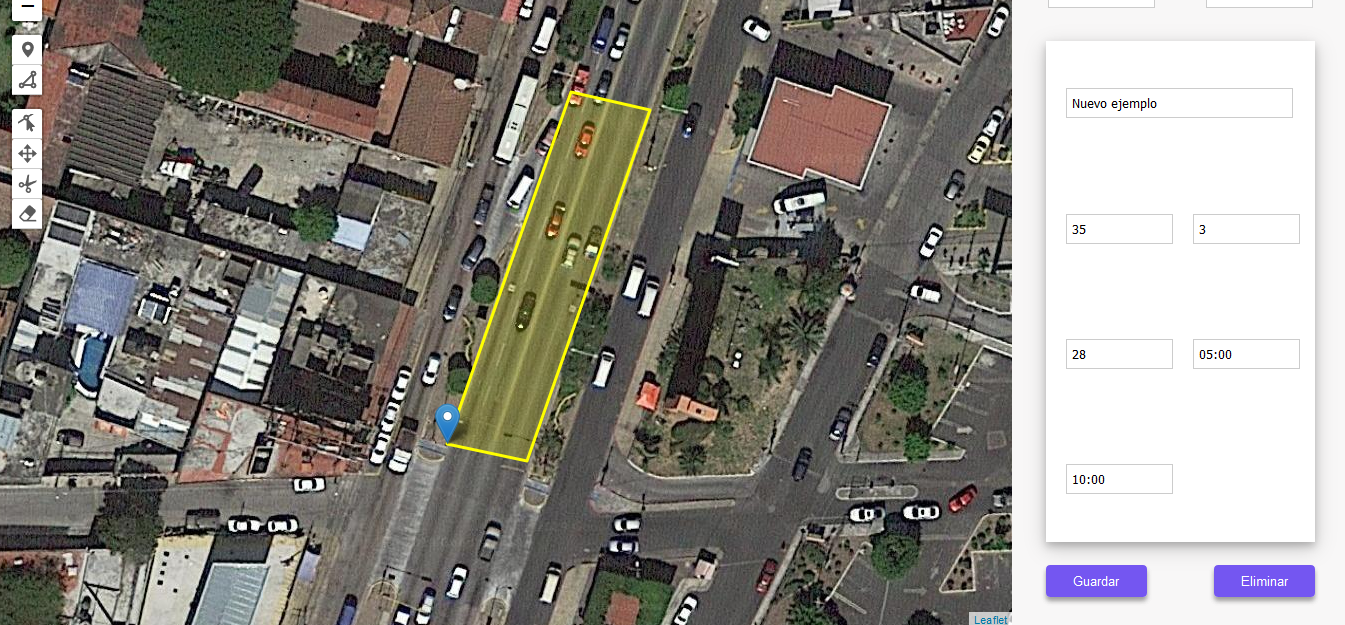 Nuevo ejemplo
35
3
28
05:00
10:00
Guardar
Eliminar
Leaflet